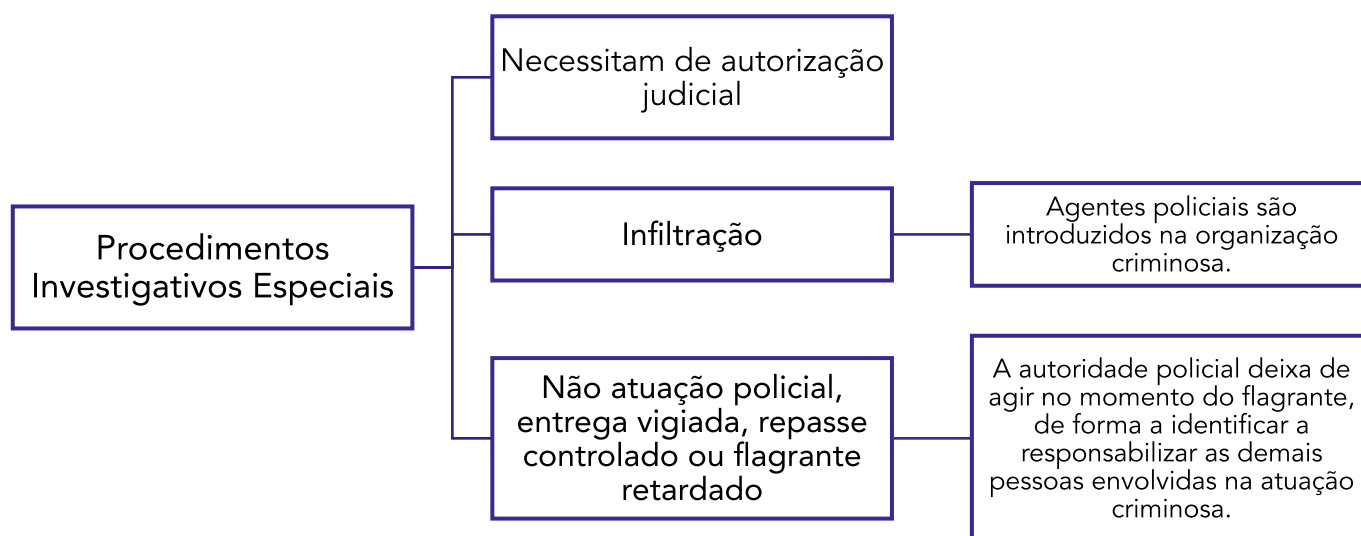 Procedimentos
Investigativos Especiais
Necessitam de autorização
judicial
Infiltração
Agentes policiais são
introduzidos na organização
criminosa.
Não atuação policial,
entrega vigiada, repasse
controlado ou flagrante
retardado
A autoridade policial deixa de
agir no momento do flagrante,
de forma a identificar a
responsabilizar as demais
pessoas envolvidas na atuação
criminosa.